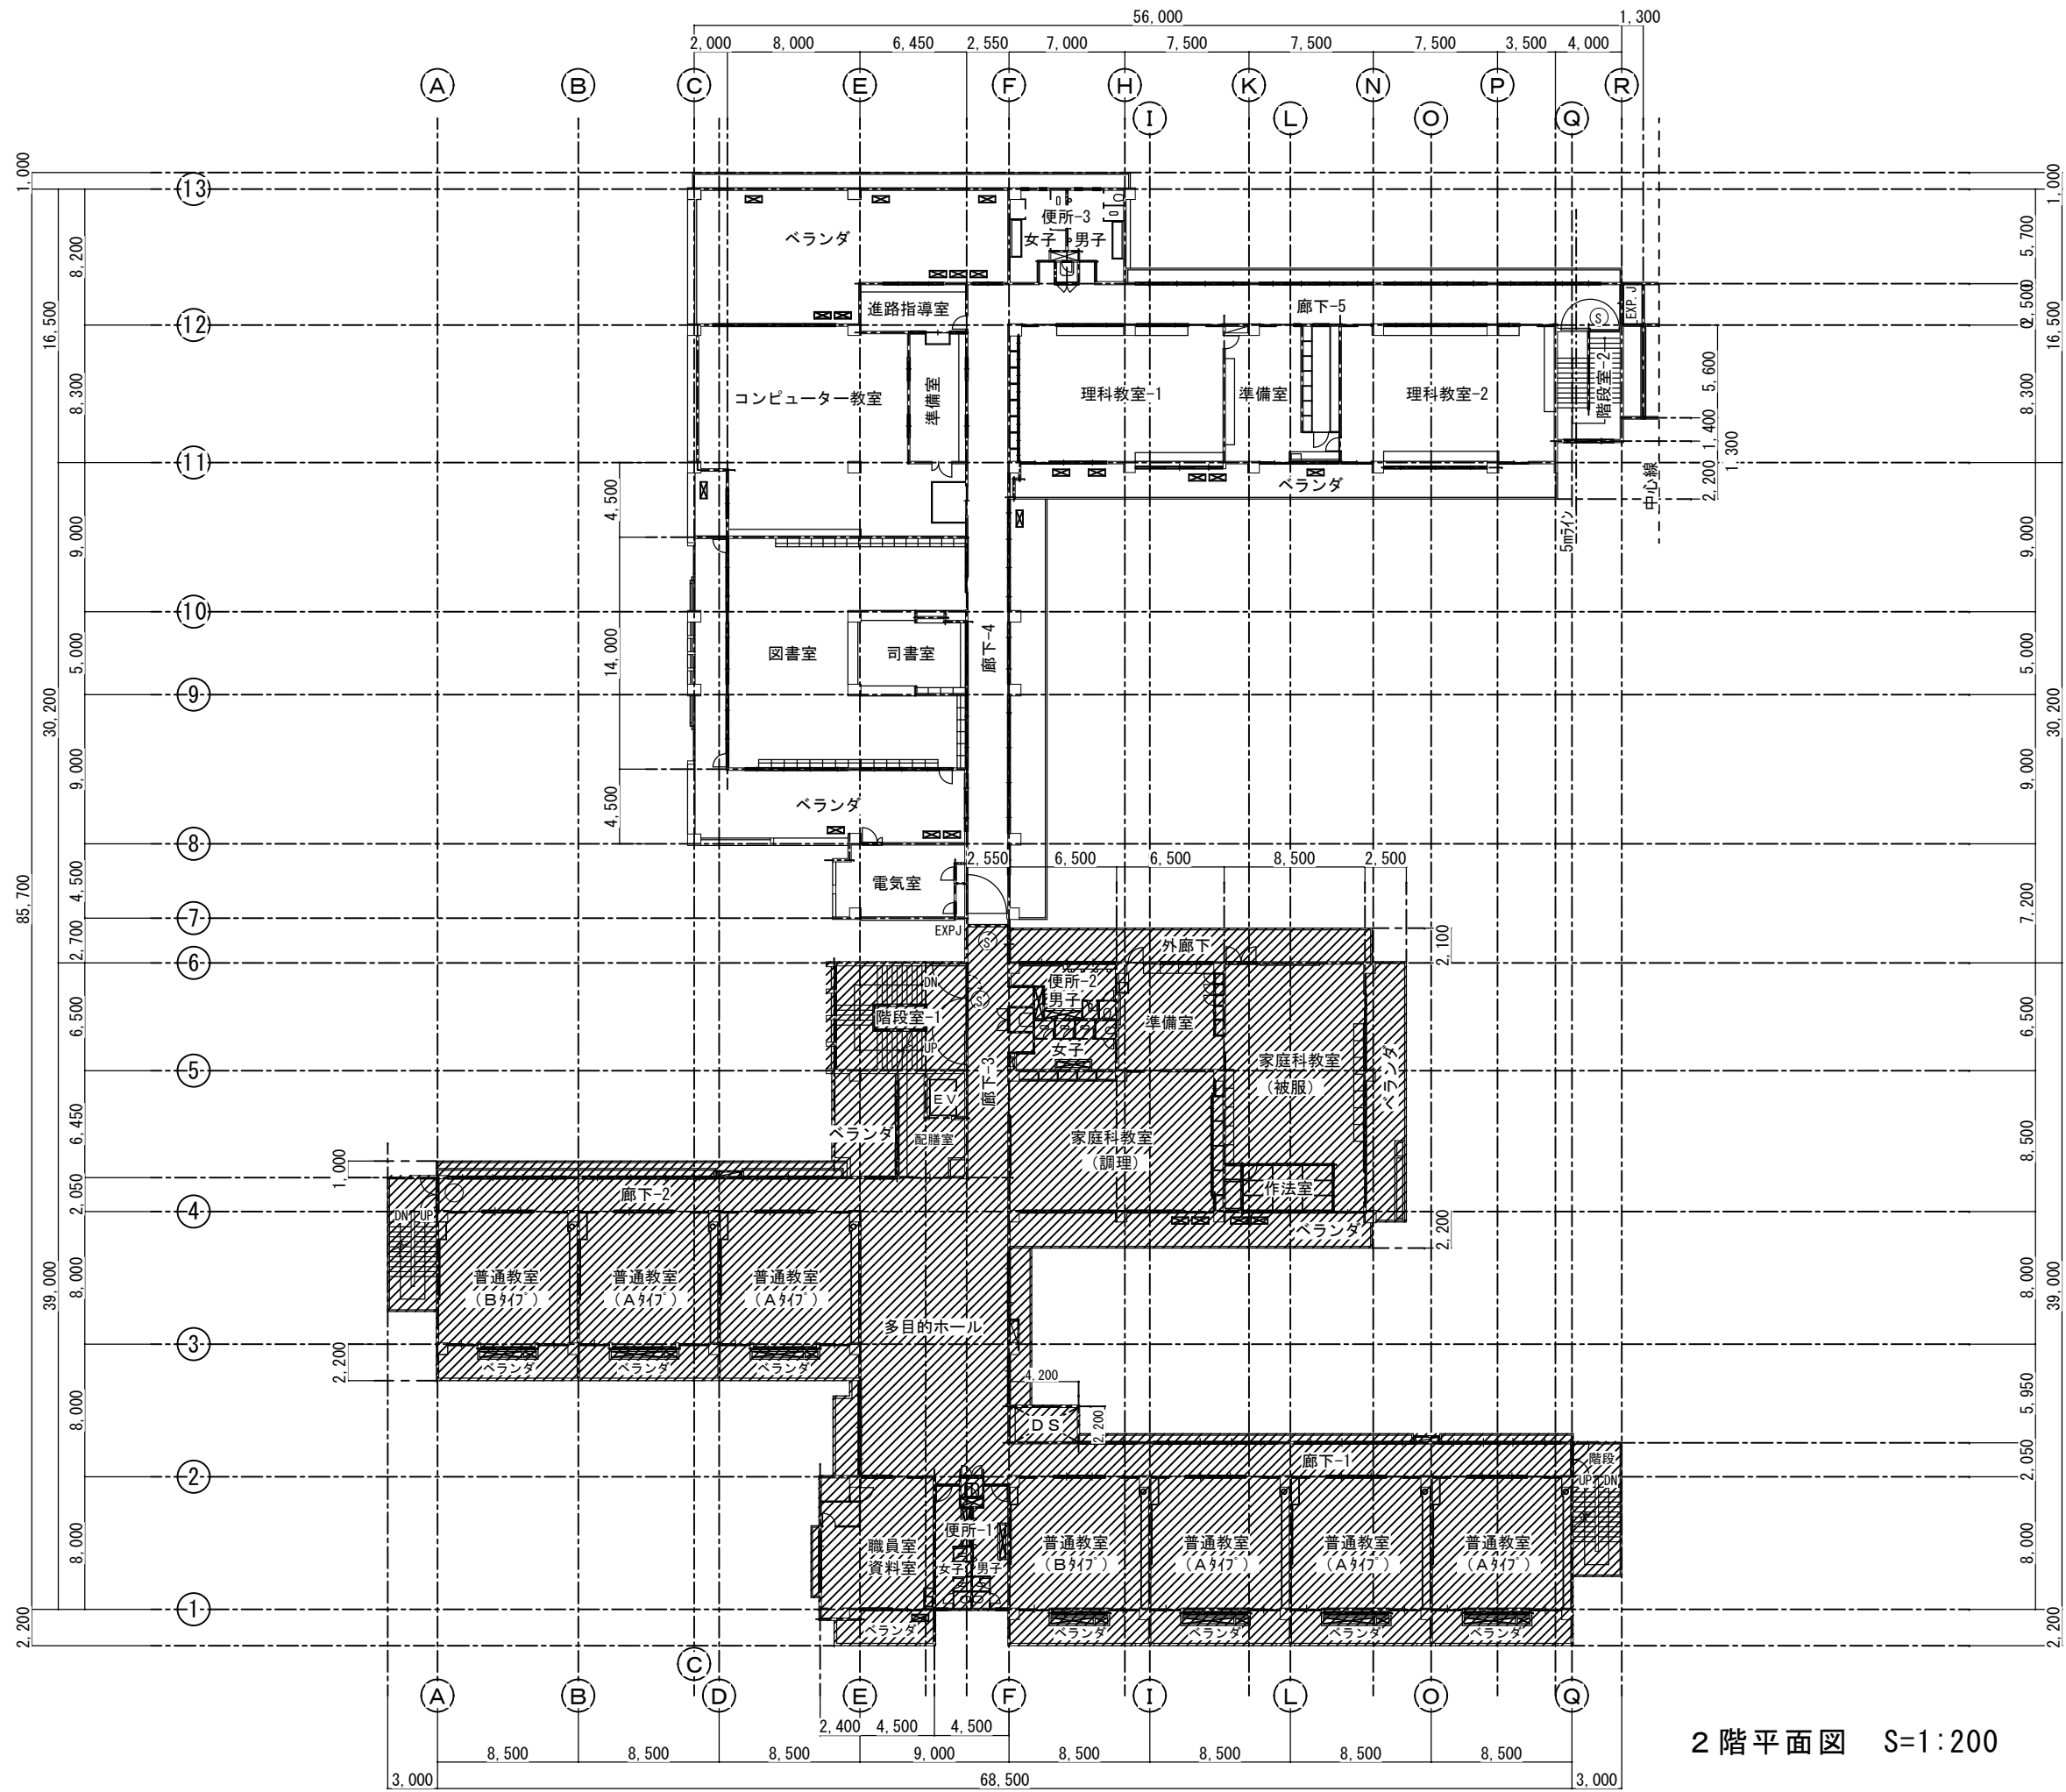 56,000 1,300
2,000 8,000 6,450 2,550 7,000 7,500 7,500 7,500 3,500 4,000
A B C E F H K N P R
I L O Q
1,000 13 1,000
8,200 ベランダ 便所-3 5,700
女子 男子
進路指導室 廊下-5 EXP.J 2,500
16,500 12 S 16,500
8,300 コンピューター教室 準備室 理科教室-1 準備室 理科教室-2 階段室-2 5,600 8,300
1,400
1,300
11 ベランダ 2,200 中心線
5mライン
4,500
9,000 9,000
10
5,000 14,000 図書室 司書室 廊下-4 5,000
9
30,200 30,200
9,000 4,500 ベランダ 9,000
8
2,550 6,500 6,500 8,500 2,500
85,700 4,500 電気室 7,200
7
2,700 EXPJ S 外廊下 2,100
6
6,500 DN 便所-2 6,500
S 男子
階段室-1 準備室
UP 女子
5 家庭科教室
(被服)
6,450 EV 廊下-3 ベランダ
ベランダ 配膳室 家庭科教室 8,500
(調理)
1,000
2,050 廊下-2 作法室
4 DN UP ベランダ 2,200
8,000 普通教室 普通教室 普通教室 8,000
(Bタイプ) (Aタイプ) (Aタイプ)
39,000 多目的ホール 39,000
3
2,200 ベランダ ベランダ ベランダ
4,200
8,000 DS 2,200 5,950
廊下-1 階段 2,050
2 UP DN
8,000 職員室 便所-1 普通教室 普通教室 普通教室 普通教室 8,000
資料室 女子 男子 (Bタイプ) (Aタイプ) (Aタイプ) (Aタイプ)
1
2,200 ベランダ ベランダ ベランダ ベランダ ベランダ 2,200
C
A B D E F I L O Q
2,400 4,500 4,500
8,500 8,500 8,500 9,000 8,500 8,500 8,500 8,500
3,000 68,500 3,000
2階平面図 S=1:200